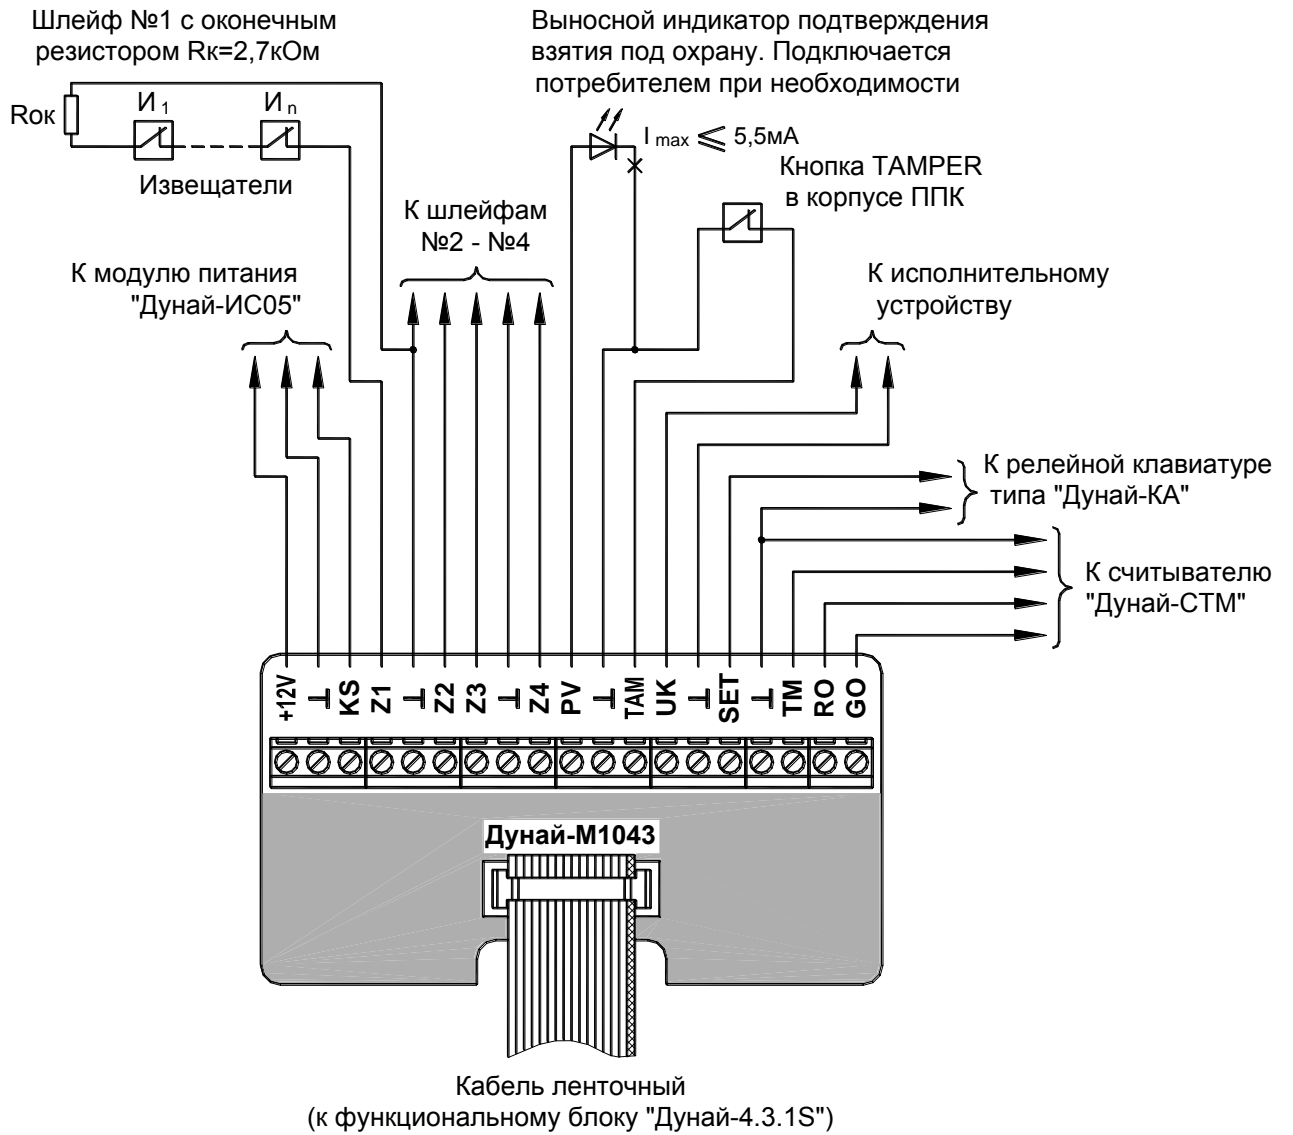 Шлейф №1 с оконечным
резистором Rк=2,7кОм
Rок
И 1
И n
Извещатели
Выносной индикатор подтверждения
взятия под охрану. Подключается
потребителем при необходимости
I max ⩽ 5,5мА
Кнопка TAMPER
в корпусе ППК
К шлейфам
№2 - №4
К модулю питания
"Дунай-ИС05"
К исполнительному
устройству
К релейной клавиатуре
типа "Дунай-КА"
К считывателю
"Дунай-СТМ"
+12V
⊥
KS
Z1
⊥
Z2
Z3
⊥
Z4
PV
⊥
TAM
UK
⊥
SET
⊥
TM
RO
GO
Дунай-М1043
Кабель ленточный
(к функциональному блоку "Дунай-4.3.1S")